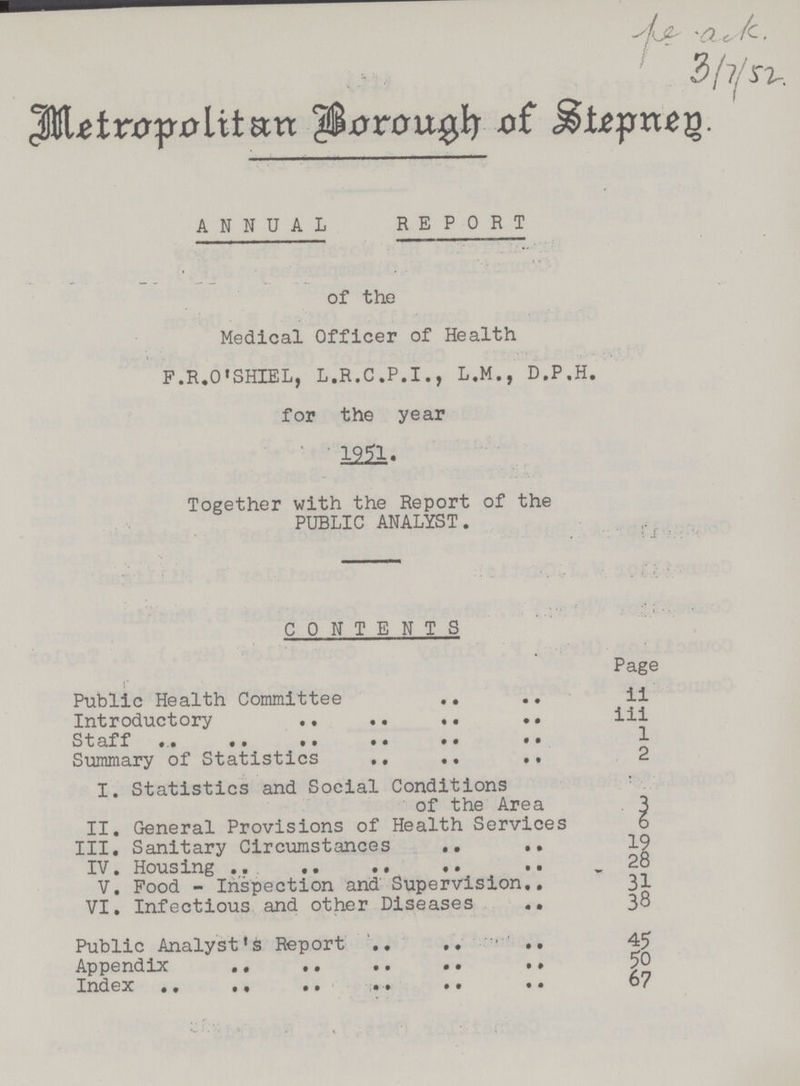 ack.
3/7/52.
Metropolitan Borough of Stepney.
ANNUAL REPORT
of the
Medical Officer of Health
F.R.O'SHIEL, L.R.C.P.I., L.M., D.P.H.
for the year
1951.
Together with the Report of the
PUBLIC ANALYST.
CONTENTS
Page
Public Health Committee .. .. ii
Introductory .. .. .. .. iii
Staff .. .. .. .. .. .. 1
Summary of Statistics .. .. .. 2
I. Statistics and Social Conditions
of the Area 3
II. General Provisions of Health Services 6
III. Sanitary Circumstances .. .. 19
IV. Housing .. .. .. .. .. 28
V. Food - Inspection and Supervision.. 31
VI. Infectious and other Diseases .. 38
Public Analyst's Report .. .. .. 45
Appendix .. .. .. .. .. 50
Index .. .. .. .. .. .. 67